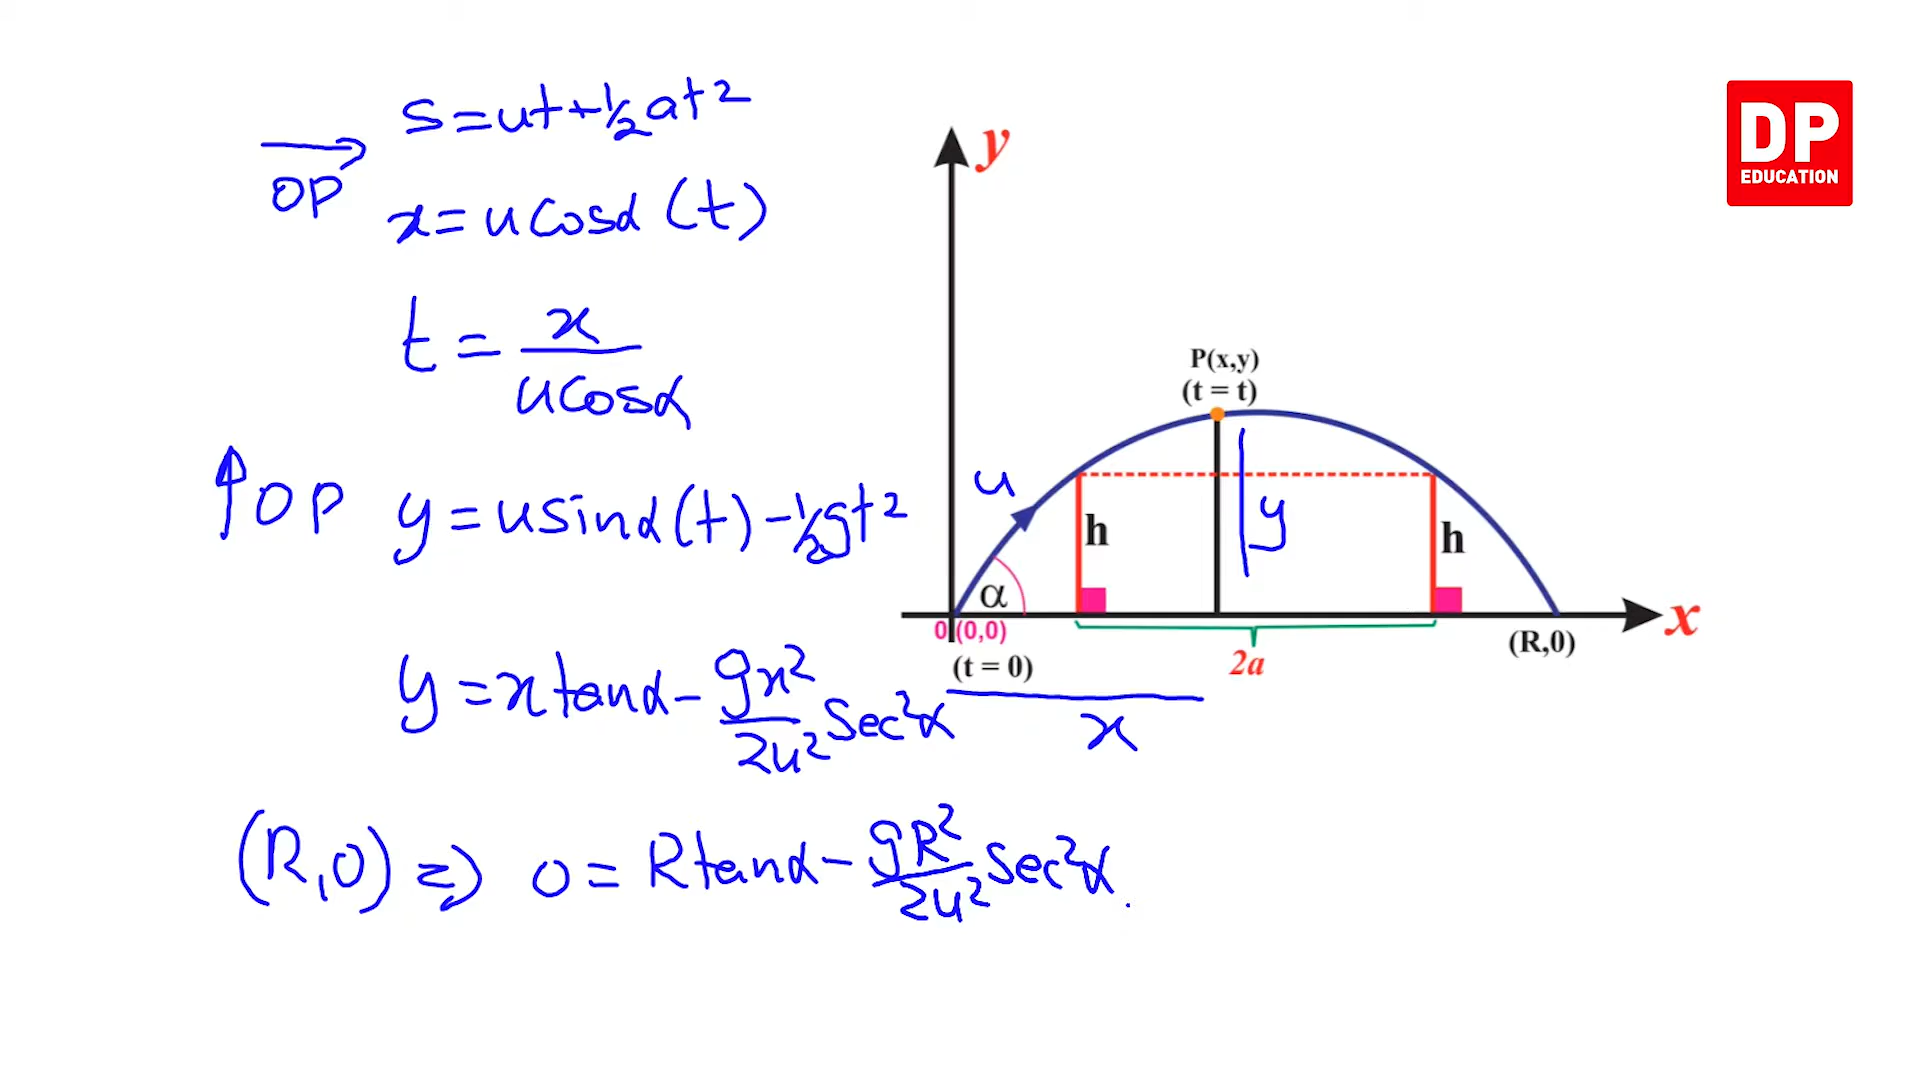 s=ut+½at²
→ OP
x=ucosα(t)
t=x/ucosα
↑OP y=usinα(t)-½gt²
y=xtanα-gx²/2u² Sec²α
(R,0)⇒ 0=Rtanα-gR²/2u² Sec²α.
DP
EDUCATION
y
P(x,y)
(t = t)
u
h
y
h
α
0 (0,0)
x
(t = 0)
2a
(R,0)
x